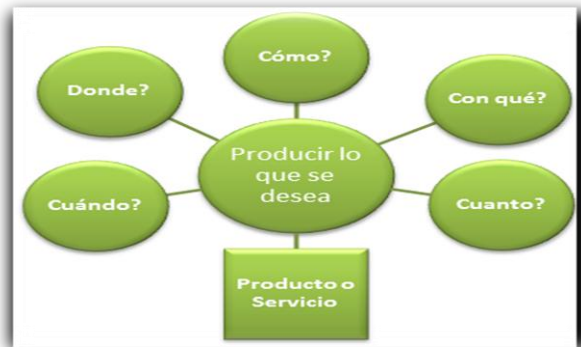 Cómo?
Donde?
Con qué?
Producir lo
que se
desea
Cuándo?
Cuanto?
Producto o
Servicio